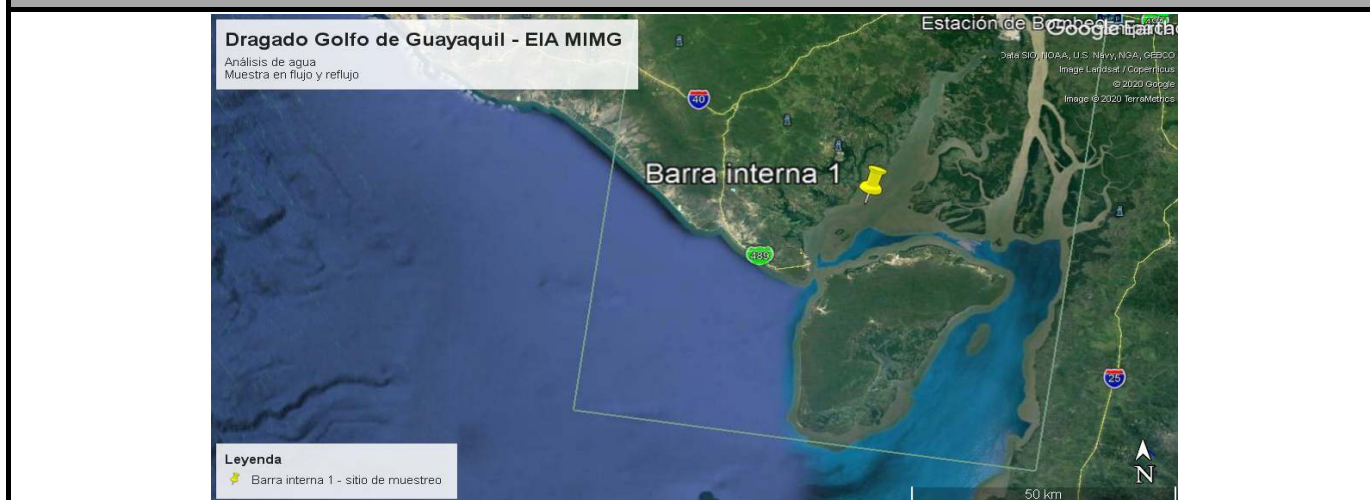 Dragado Golfo de Guayaquil - EIA MIMG
Análisis de agua
Muestra en flujo y reflujo
Estación de
Google Earth
Data SIO, NOAA, U.S. Navy, NGA, GEBCO
Image Landsat / Copernicus
© 2020 Google
Image © 2020 TerraMetrics
40
Barra interna 1
489
25
Leyenda
Barra interna 1 - sitio de muestreo
N
50 km